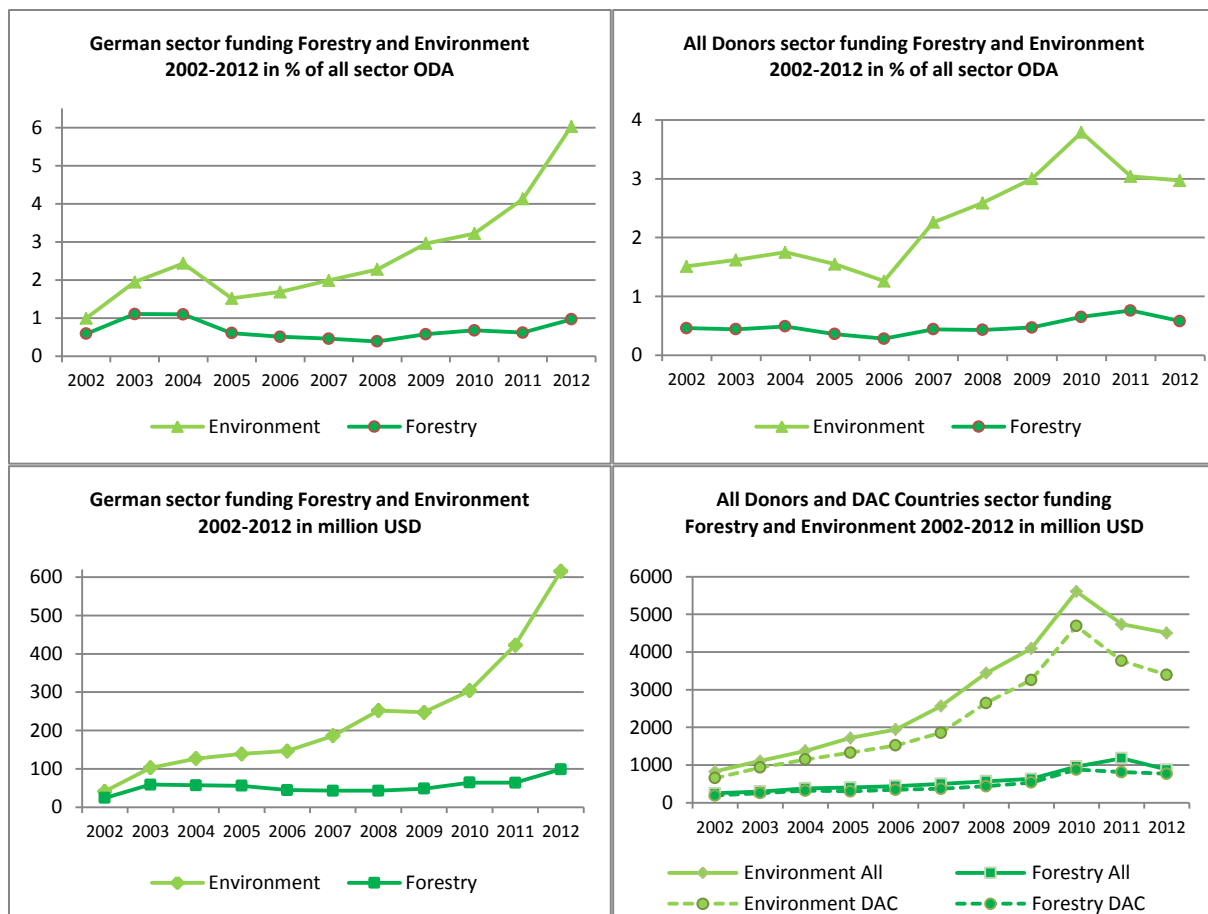 German sector funding Forestry and Environment
2002-2012 in % of all sector ODA
6
5
4
3
2
1
0
2002 2003 2004 2005 2006 2007 2008 2009 2010 2011 2012
Environment Forestry
All Donors sector funding Forestry and Environment
2002-2012 in % of all sector ODA
4
3
2
1
0
2002 2003 2004 2005 2006 2007 2008 2009 2010 2011 2012
Environment Forestry
German sector funding Forestry and Environment
2002-2012 in million USD
600
500
400
300
200
100
0
2002 2003 2004 2005 2006 2007 2008 2009 2010 2011 2012
Environment Forestry
All Donors and DAC Countries sector funding
Forestry and Environment 2002-2012 in million USD
6000
5000
4000
3000
2000
1000
0
2002 2003 2004 2005 2006 2007 2008 2009 2010 2011 2012
Environment All Forestry All
Environment DAC Forestry DAC